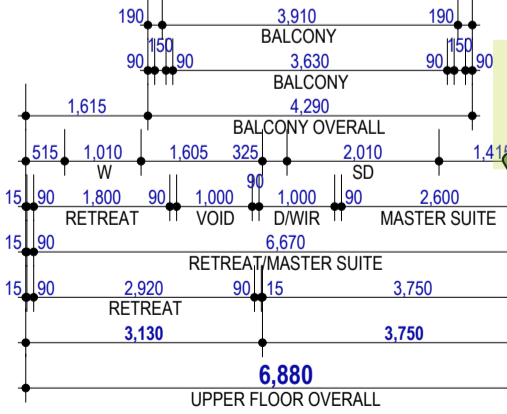 190 3,910 190
BALCONY
150 150
90 90 3,630 90 90
BALCONY
1,615 4,290
BALCONY OVERALL
515 1,010 1,605 325 2,010
W SD
90
15 90 1,800 90 1,000 1,000 90 2,600
RETREAT VOID D/WIR MASTER SUITE
15 90 6,670
RETREAT/MASTER SUITE
15 90 2,920 90 15 3,750
RETREAT
3,130 3,750
6,880
UPPER FLOOR OVERALL